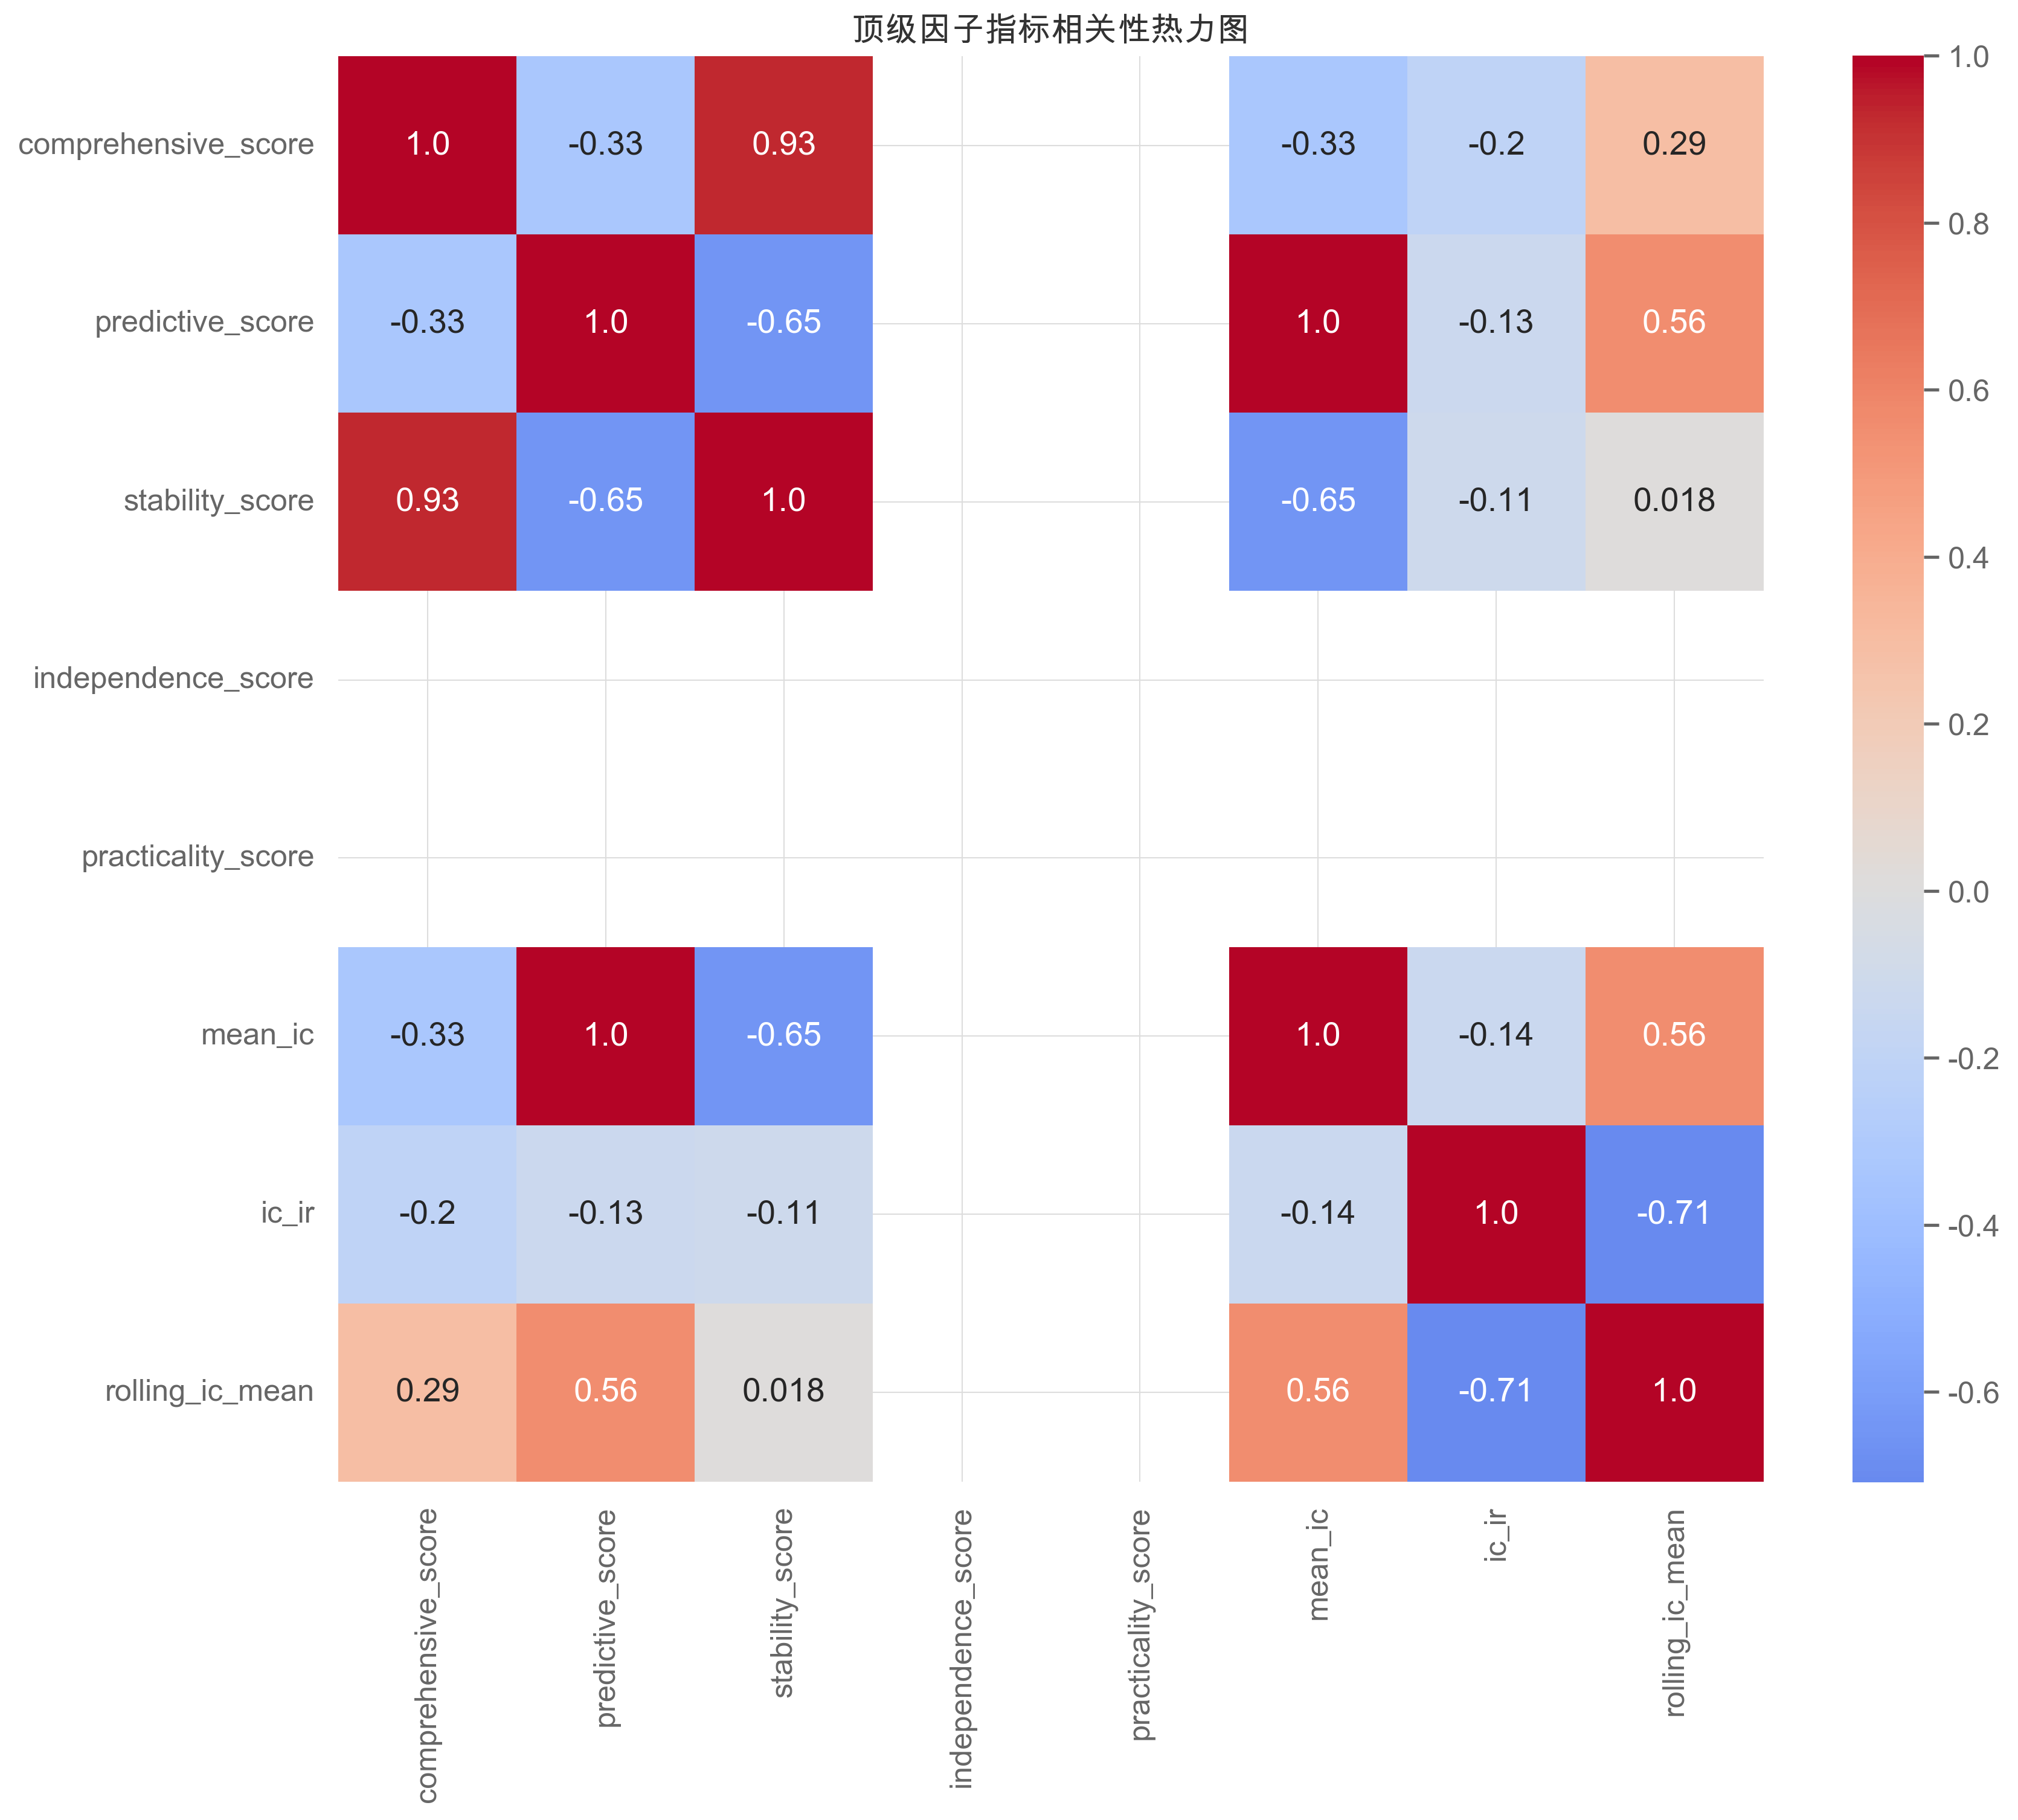 顶级因子指标相关性热力图
comprehensive_score 1.0 -0.33 0.93 -0.33 -0.2 0.29
predictive_score -0.33 1.0 -0.65 1.0 -0.13 0.56
stability_score 0.93 -0.65 1.0 -0.65 -0.11 0.018
independence_score
practicality_score
mean_ic -0.33 1.0 -0.65 1.0 -0.14 0.56
ic_ir -0.2 -0.13 -0.11 -0.14 1.0 -0.71
rolling_ic_mean 0.29 0.56 0.018 0.56 -0.71 1.0
comprehensive_score
predictive_score
stability_score
independence_score
practicality_score
mean_ic
ic_ir
rolling_ic_mean
1.0
0.8
0.6
0.4
0.2
0.0
-0.2
-0.4
-0.6